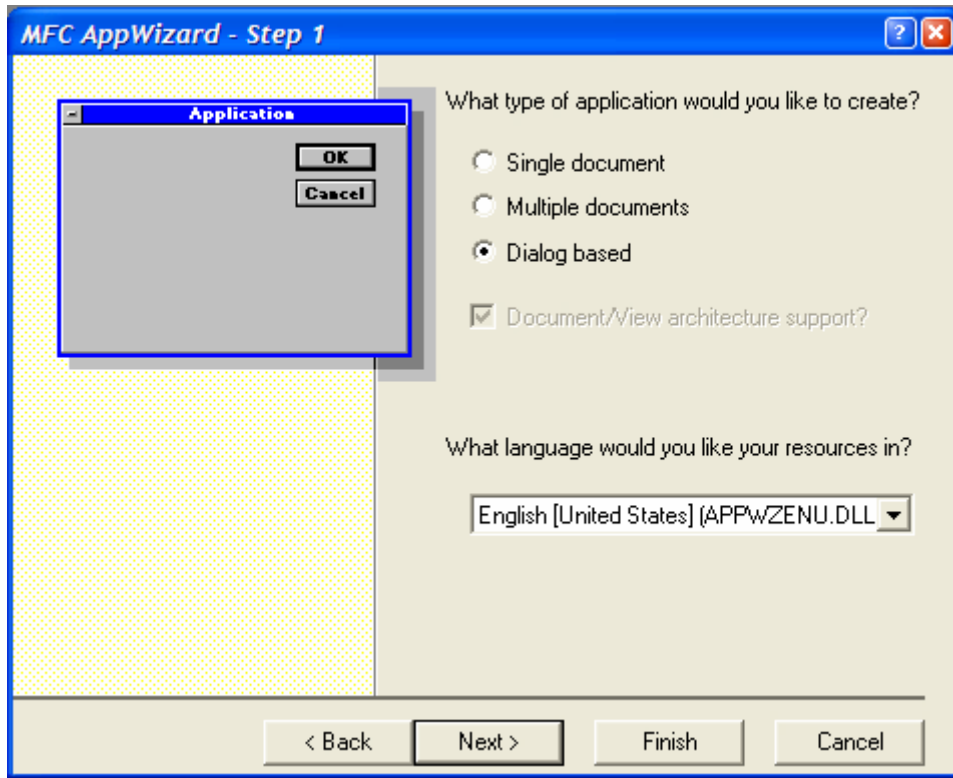 MFC AppWizard - Step 1
Application
OK
Cancel
What type of application would you like to create?
Single document
Multiple documents
Dialog based
Document/View architecture support?
What language would you like your resources in?
English [United States] (APPWZENU.DLL
< Back
Next >
Finish
Cancel